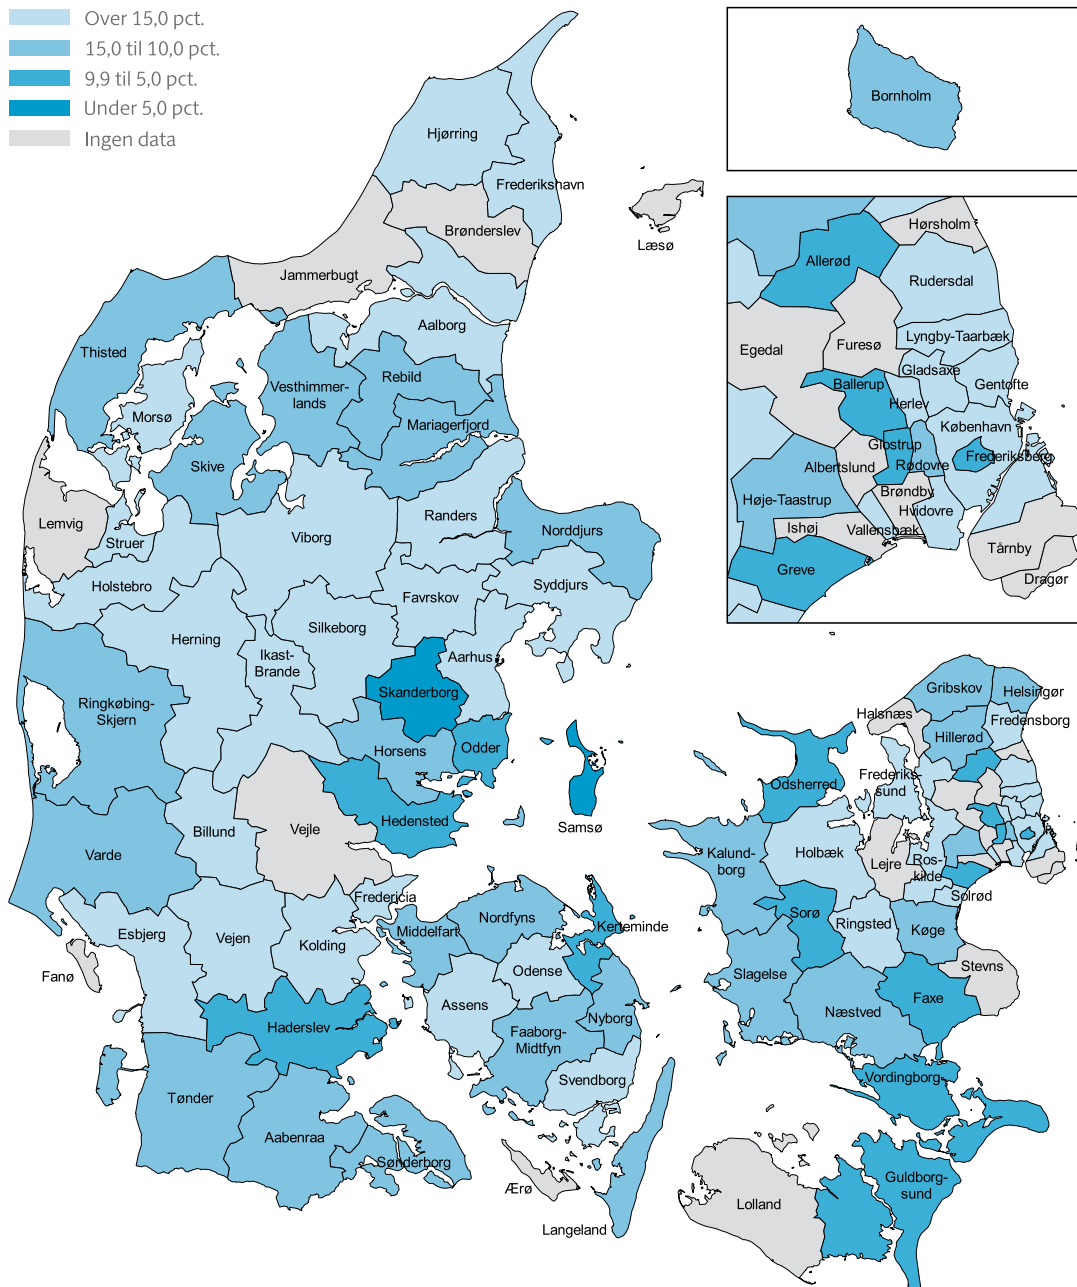 Over 15,0 pct.
15,0 til 10,0 pct.
9,9 til 5,0 pct.
Under 5,0 pct.
Ingen data
Hjørring
Frederikshavn
Brønderslev
Læsø
Jammerbugt
Aalborg
Thisted
Vesthimmer-
lands
Rebild
Morsø
Mariagerfjord
Skive
Lemvig
Struer
Viborg
Randers
Norddjurs
Holstebro
Favrskov
Syddjurs
Herning
Silkeborg
Ikast-
Brande
Aarhus
Skanderborg
Ringkøbing-
Skjern
Horsens
Odder
Hedensted
Samsø
Billund
Vejle
Varde
Fredericia
Esbjerg
Vejen
Kolding
Middelfart
Nordfyns
Kerteminde
Fanø
Odense
Assens
Nyborg
Faaborg-
Midtfyn
Haderslev
Svendborg
Tønder
Aabenraa
Sønderborg
Ærø
Langeland
Bornholm
Hørsholm
Allerød
Rudersdal
Egedal
Furesø
Lyngby-Taarbæk
Gladsaxe
Gentofte
Ballerup
Herlev
København
Glostrup
Frederiksberg
Albertslund
Rødovre
Brøndby
Høje-Taastrup
Hvidovre
Ishøj
Vallensbæk
Greve
Tårnby
Dragør
Gribskov
Helsingør
Halsnæs
Fredensborg
Hillerød
Odsherred
Frederiks-
sund
Kalund-
borg
Holbæk
Lejre
Ros-
kilde
Solrød
Sorø
Ringsted
Køge
Stevns
Slagelse
Næstved
Faxe
Vordingborg
Guldborg-
sund
Lolland